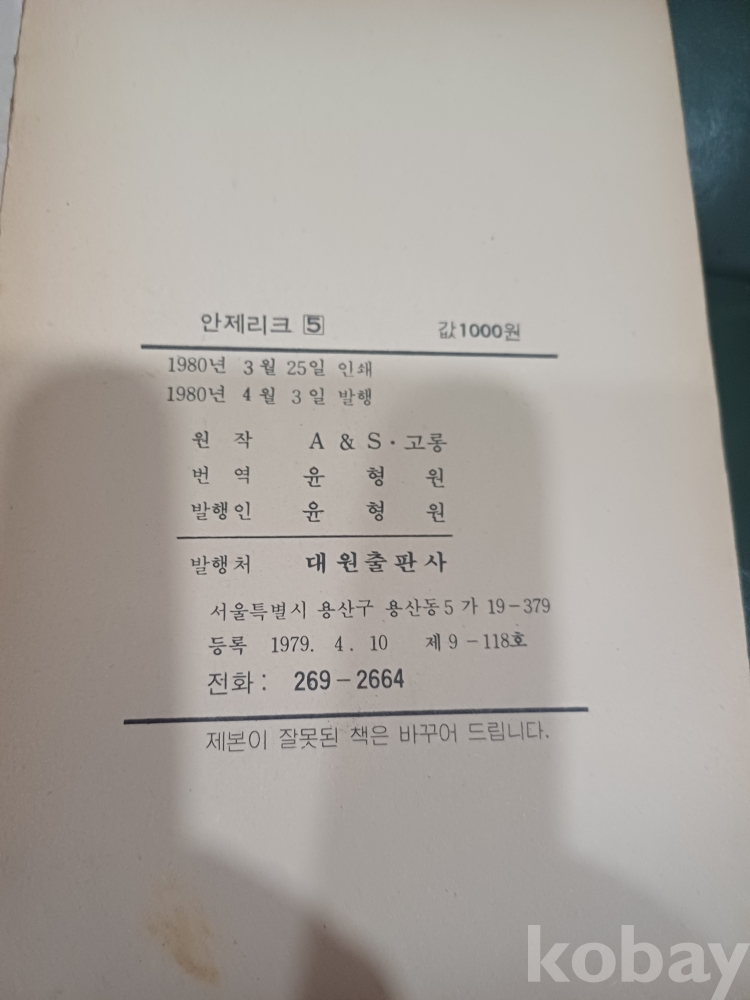 안제리크 5 값1000원
1980년 3월 25일 인쇄
1980년 4월 3일 발행
원작 A & S·고롱
번역 윤형원
발행인 윤형원
발행처 대원출판사
서울특별시 용산구 용산동5가 19-379
등록 1979. 4. 10 제9-118호
전화: 269-2664
제본이 잘못된 책은 바꾸어 드립니다.
kobay